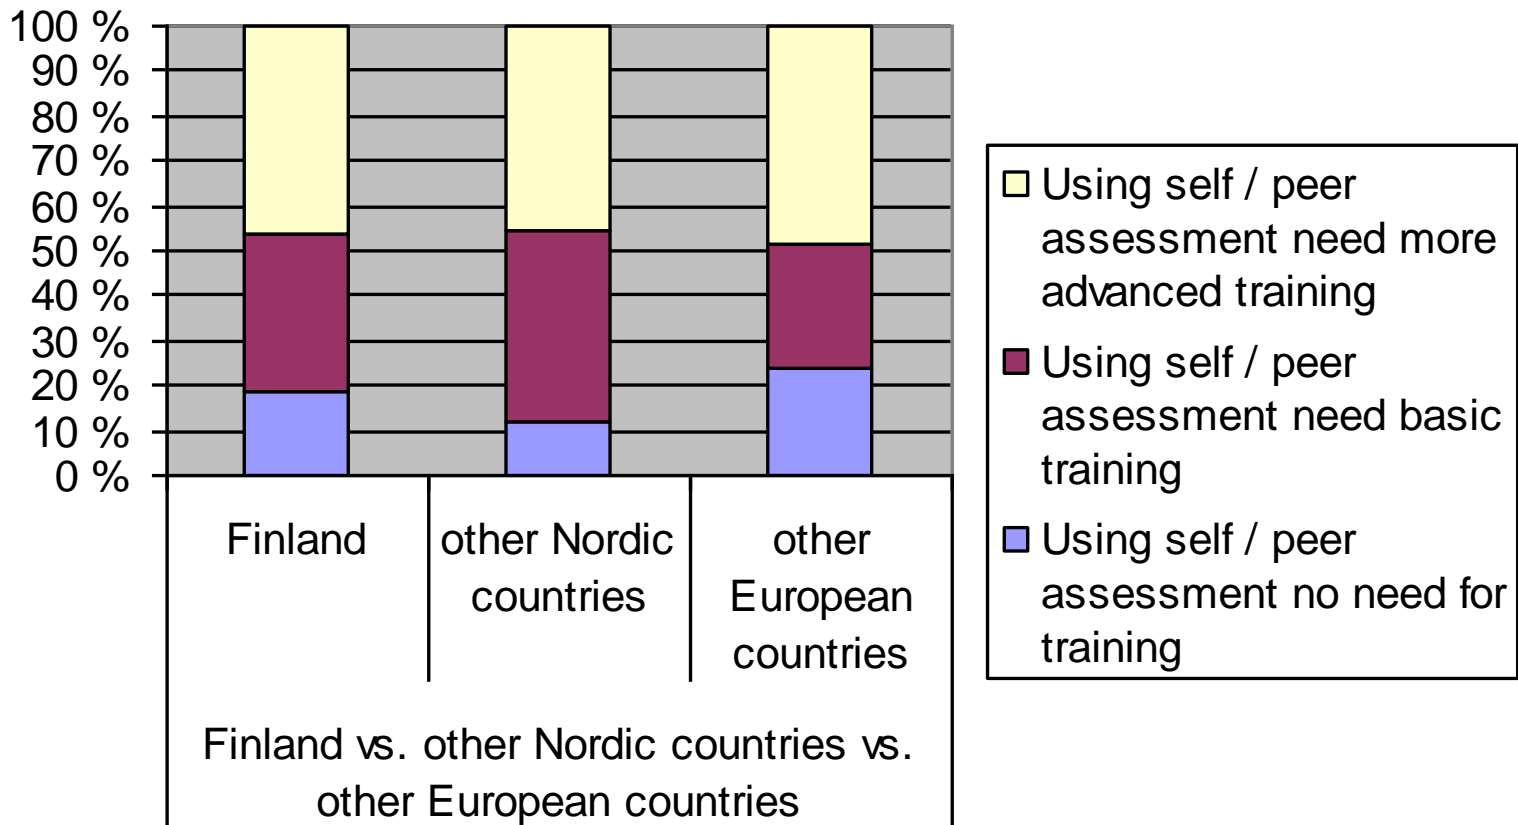 100 %
90 %
80 %
70 %
60 %
50 %
40 %
30 %
20 %
10 %
0 %
Finland
other Nordic
countries
other
European
countries
Finland vs. other Nordic countries vs.
other European countries
Using self / peer
assessment need more
advanced training
Using self / peer
assessment need basic
training
Using self / peer
assessment no need for
training